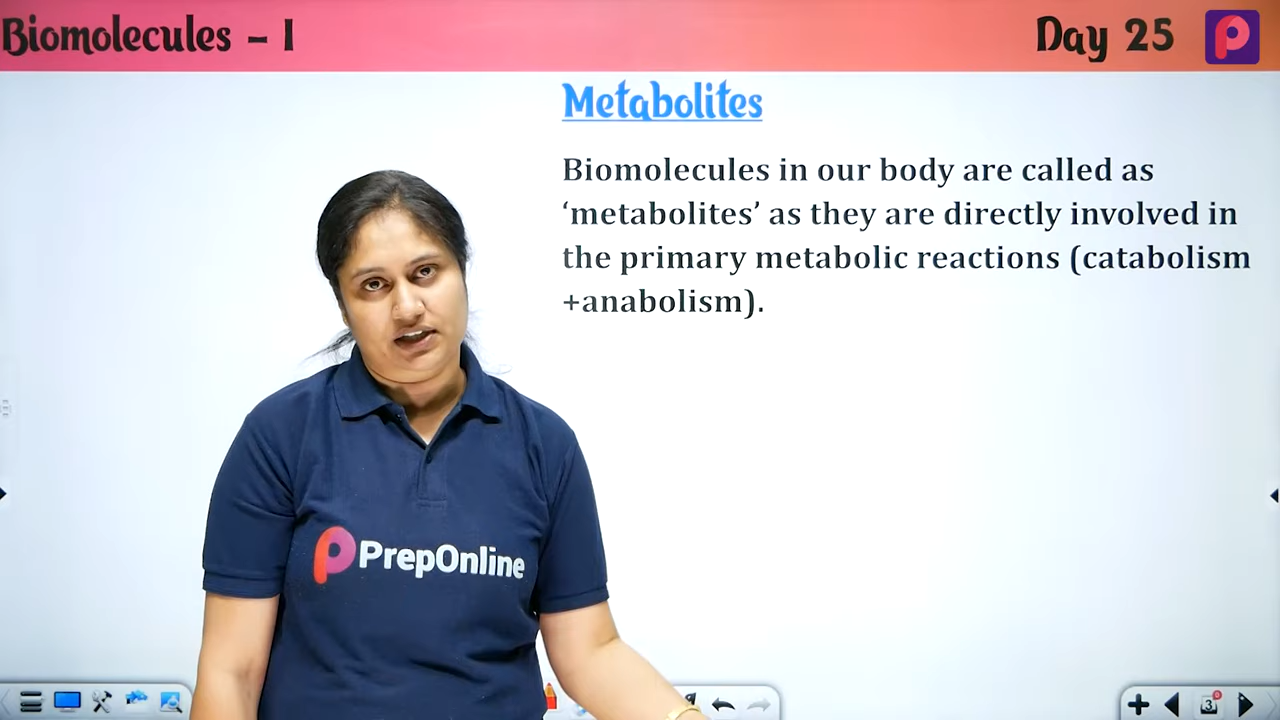 Biomolecules – I
Day 25
Metabolites
Biomolecules in our body are called as
‘metabolites’ as they are directly involved in
the primary metabolic reactions (catabolism
+anabolism).
PrepOnline
3